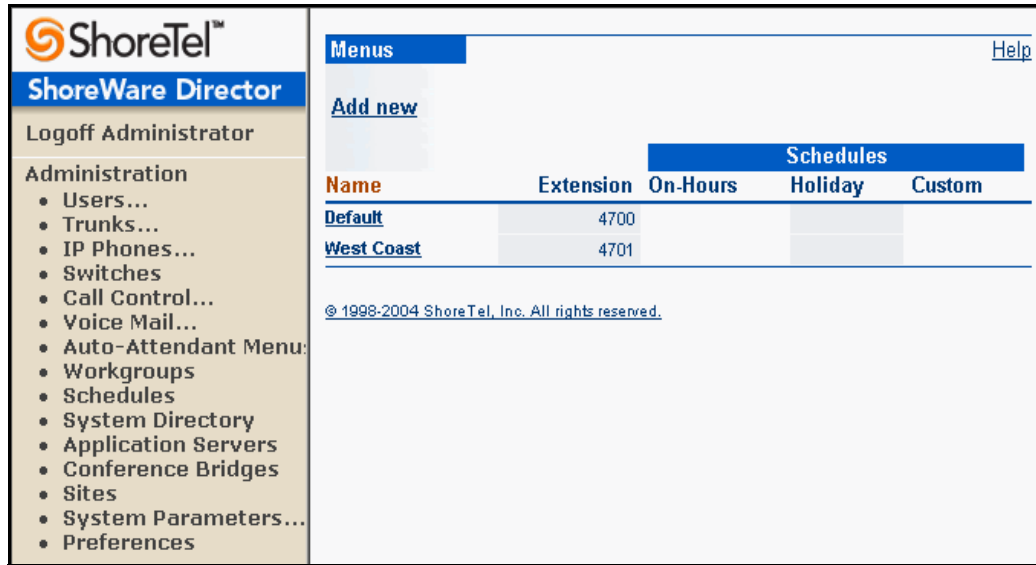 ShoreTel™
ShoreWare Director
Logoff Administrator
Administration
• Users...
• Trunks...
• IP Phones...
• Switches
• Call Control...
• Voice Mail...
• Auto-Attendant Menu
• Workgroups
• Schedules
• System Directory
• Application Servers
• Conference Bridges
• Sites
• System Parameters...
• Preferences
Menus Help
Add new
Schedules
Name Extension On-Hours Holiday Custom
Default 4700
West Coast 4701
© 1998-2004 ShoreTel, Inc. All rights reserved.